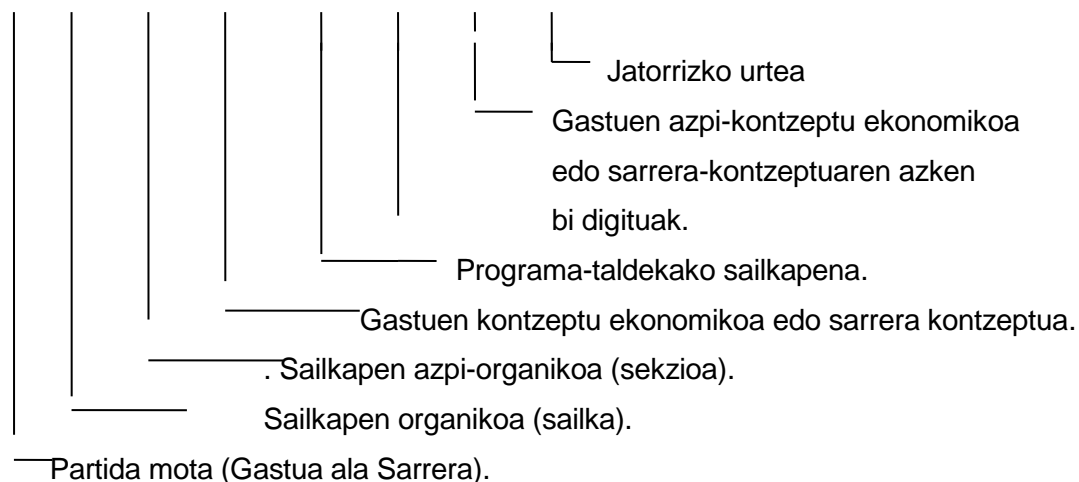 Jatorrizko urtea
Gastuen azpi-kontzeptu ekonomikoa
edo sarrera-kontzeptuaren azken
bi digituak.
Programa-taldekako sailkapena.
Gastuen kontzeptu ekonomikoa edo sarrera kontzeptua.
. Sailkapen azpi-organikoa (sekzioa).
Sailkapen organikoa (sailka).
Partida mota (Gastua ala Sarrera).